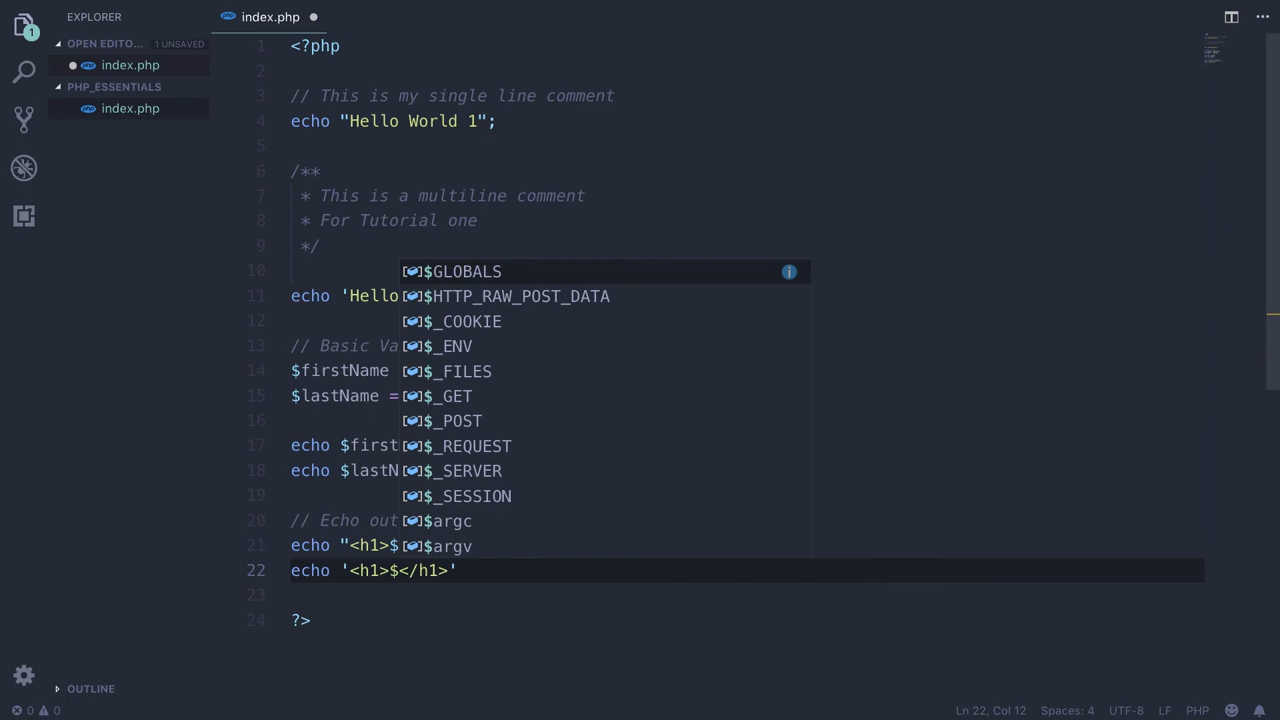 EXPLORER
index.php
OPEN EDITO... 1 UNSAVED
index.php
PHP_ESSENTIALS
index.php
1
1 <?php
2
3 // This is my single line comment
4 echo "Hello World 1";
5
6 /**
7 * This is a multiline comment
8 * For Tutorial one
9 */
10
11 echo 'Hello
12
13 // Basic Va
14 $firstName
15 $lastName =
16
17 echo $first
18 echo $lastN
19
20 // Echo out
21 echo "<h1>$
22 echo '<h1>$</h1>'
23
24 ?>
$GLOBALS
$HTTP_RAW_POST_DATA
$_COOKIE
$_ENV
$_FILES
$_GET
$_POST
$_REQUEST
$_SERVER
$_SESSION
$argc
$argv
OUTLINE
0 0
Ln 22, Col 12 Spaces: 4 UTF-8 LF PHP